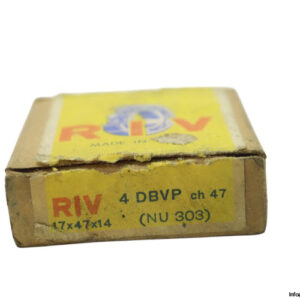 RIV
MADE IN
RIV 4 DBVP ch 47
17x47x14 (NU 303)